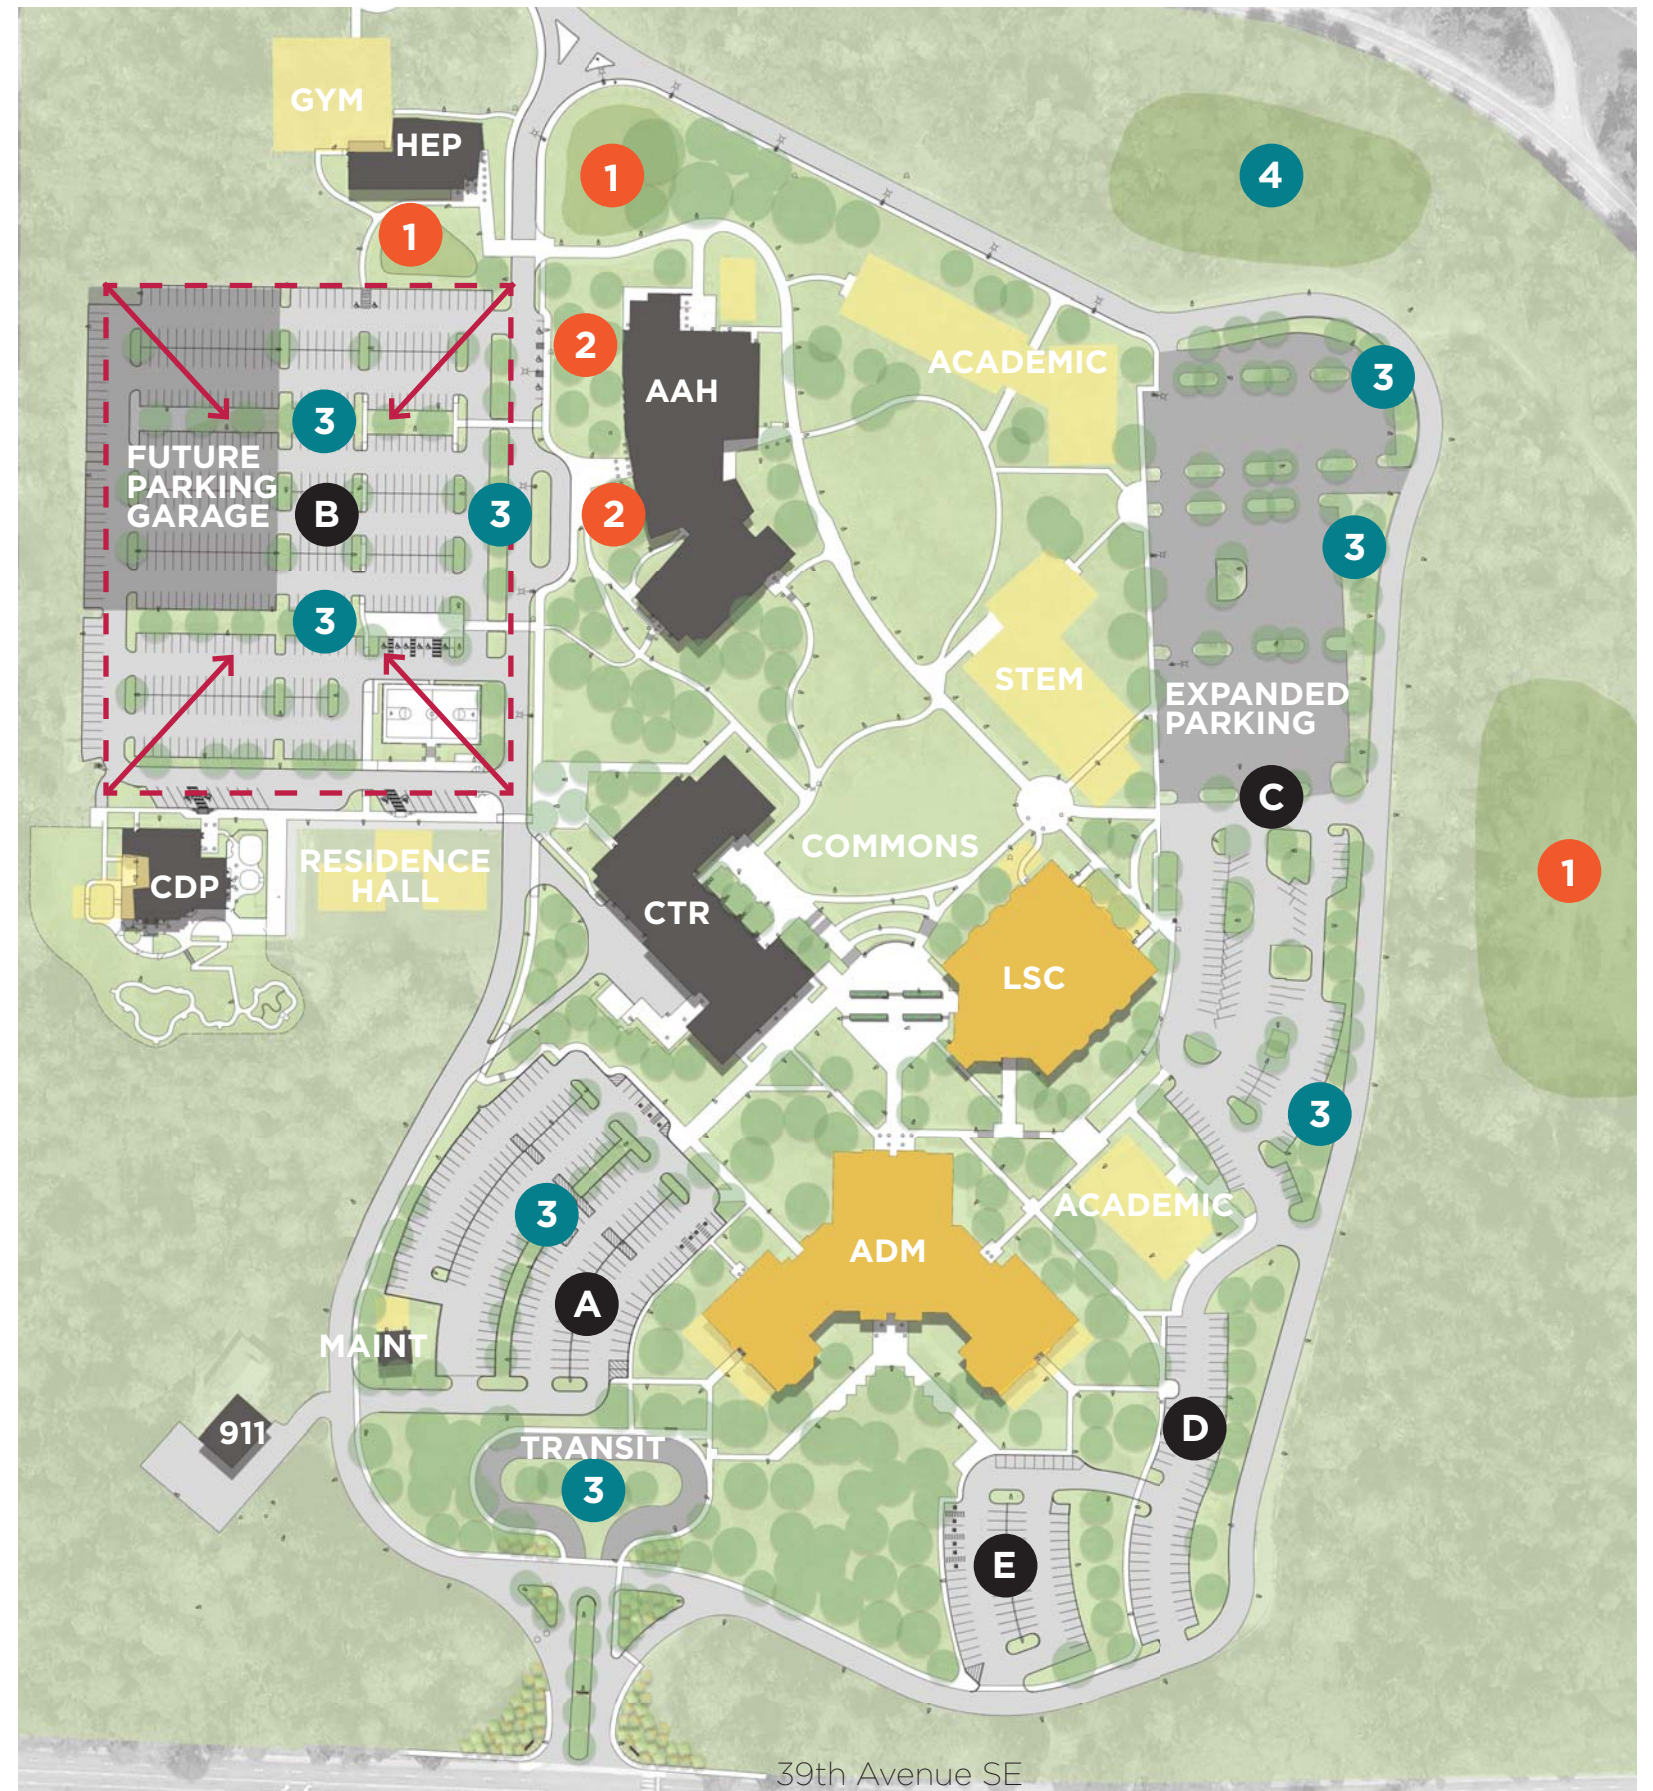 GYM
HEP
1
4
1
2
AAH
ACADEMIC
3
3
FUTURE
PARKING
GARAGE
B
3
2
3
3
STEM
EXPANDED
PARKING
C
COMMONS
RESIDENCE
HALL
CDP
1
CTR
LSC
3
ACADEMIC
3
ADM
A
MAINT
911
TRANSIT
D
3
E
39th Avenue SE